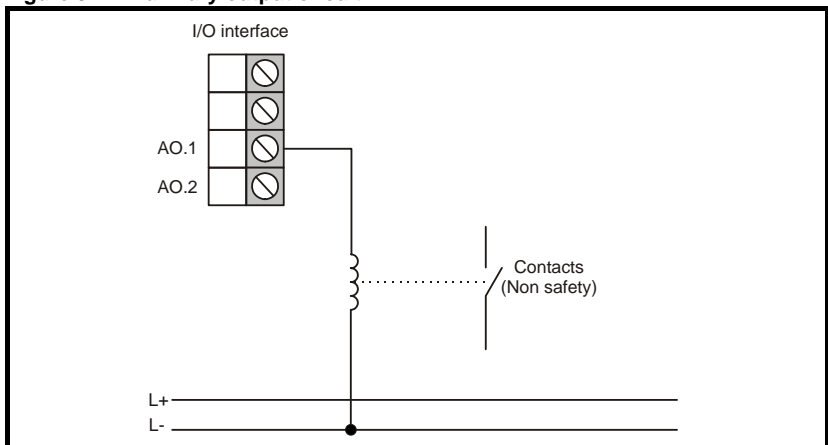 I/O interface
AO.1
AO.2
Contacts
(Non safety)
L+
L-